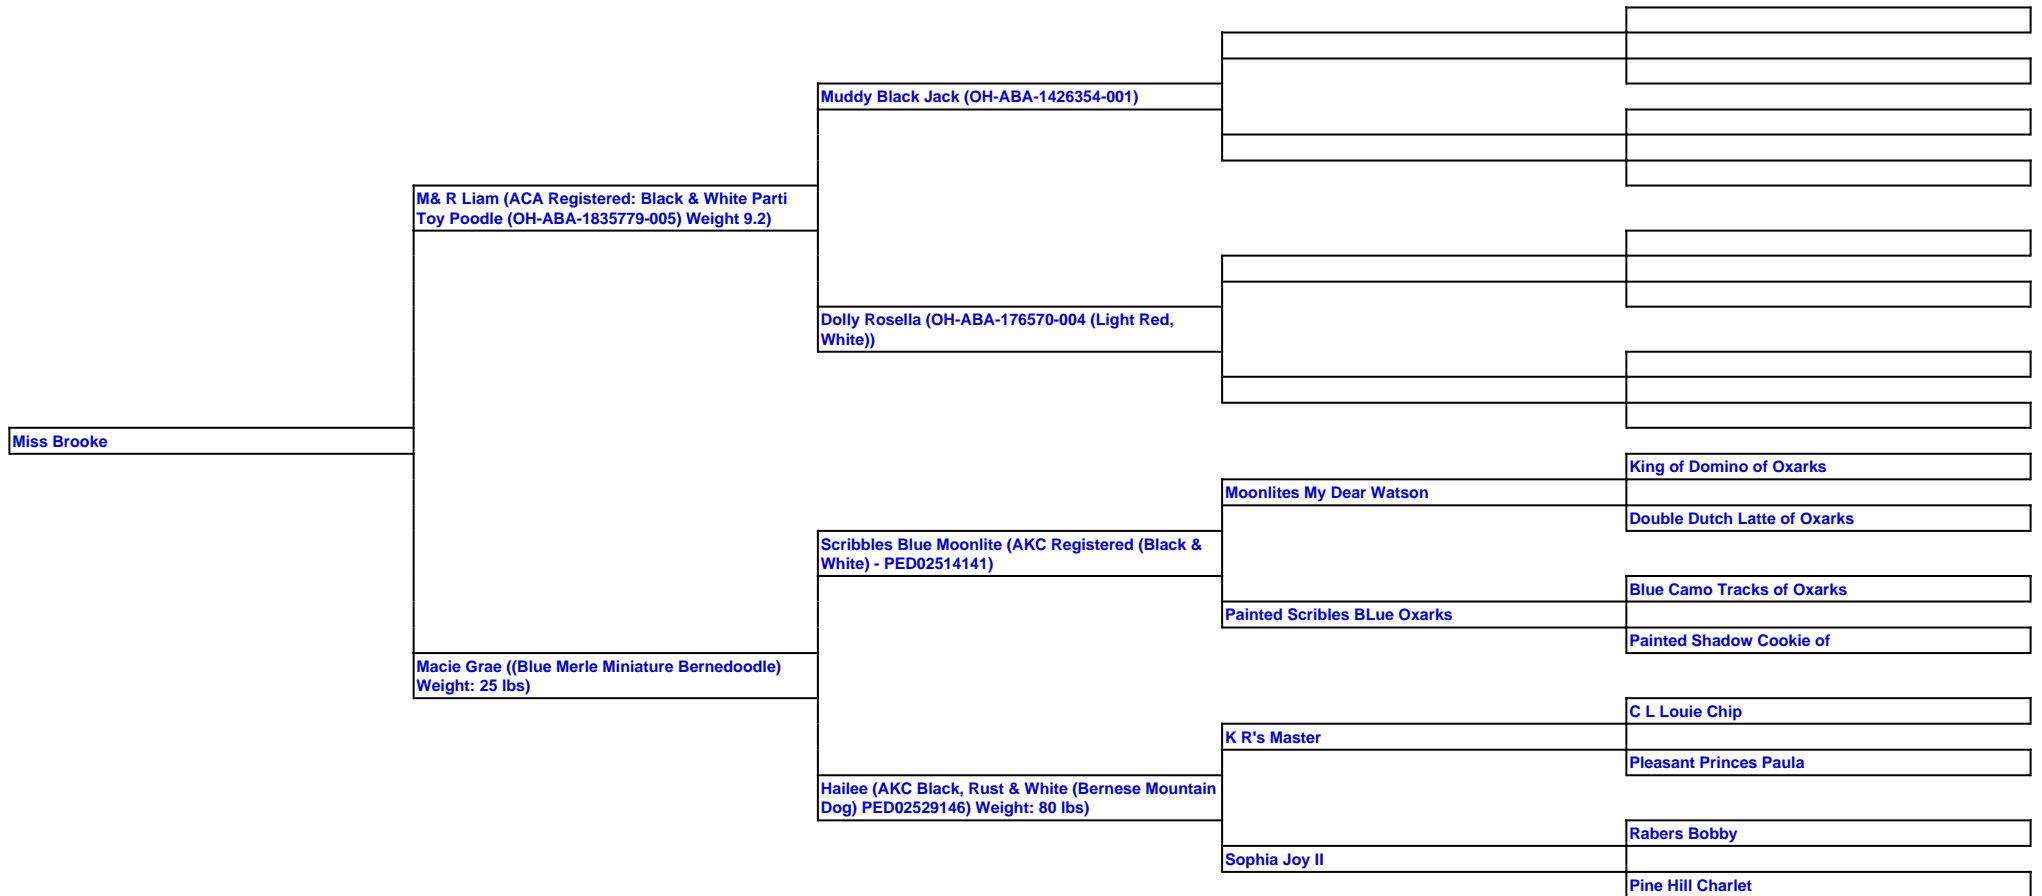 Muddy Black Jack (OH-ABA-1426354-001)
M& R Liam (ACA Registered: Black & White Parti
Toy Poodle (OH-ABA-1835779-005) Weight 9.2)
Dolly Rosella (OH-ABA-176570-004 (Light Red,
White))
Miss Brooke
King of Domino of Oxarks
Moonlites My Dear Watson
Double Dutch Latte of Oxarks
Scribbles Blue Moonlite (AKC Registered (Black &
White) - PED02514141)
Blue Camo Tracks of Oxarks
Painted Scribles BLue Oxarks
Painted Shadow Cookie of
Macie Grae ((Blue Merle Miniature Bernedoodle)
Weight: 25 lbs)
C L Louie Chip
K R's Master
Pleasant Princes Paula
Hailee (AKC Black, Rust & White (Bernese Mountain
Dog) PED02529146) Weight: 80 lbs)
Rabers Bobby
Sophia Joy II
Pine Hill Charlet